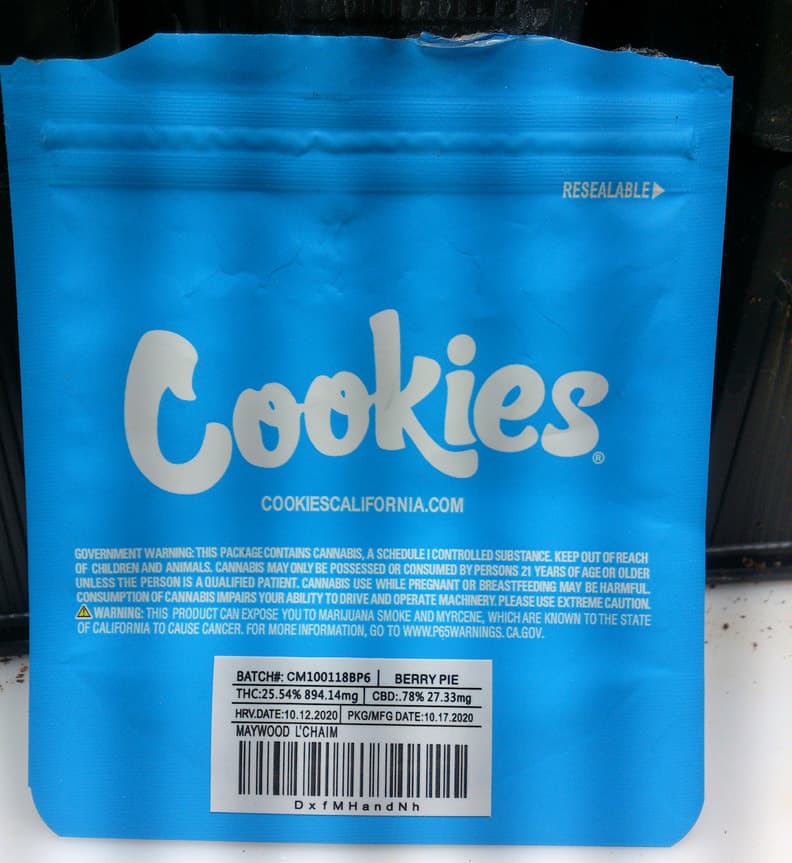 RESEALABLE
Cookies®
COOKIESCALIFORNIA.COM
GOVERNMENT WARNING: THIS PACKAGE CONTAINS CANNABIS, A SCHEDULE I CONTROLLED SUBSTANCE. KEEP OUT OF REACH
OF CHILDREN AND ANIMALS. CANNABIS MAY ONLY BE POSSESSED OR CONSUMED BY PERSONS 21 YEARS OF AGE OR OLDER
UNLESS THE PERSON IS A QUALIFIED PATIENT. CANNABIS USE WHILE PREGNANT OR BREASTFEEDING MAY BE HARMFUL.
CONSUMPTION OF CANNABIS IMPAIRS YOUR ABILITY TO DRIVE AND OPERATE MACHINERY. PLEASE USE EXTREME CAUTION.
WARNING: THIS PRODUCT CAN EXPOSE YOU TO MARIJUANA SMOKE AND MYRCENE, WHICH ARE KNOWN TO THE STATE
OF CALIFORNIA TO CAUSE CANCER. FOR MORE INFORMATION, GO TO WWW.P65WARNINGS.CA.GOV.
BATCH#: CM100118BP6 | BERRY PIE
THC:25.54% 894.14mg | CBD:.78% 27.33mg
HRV.DATE:10.12.2020 | PKG/MFG DATE:10.17.2020
MAYWOOD L'CHAIM
DxfMHandNh